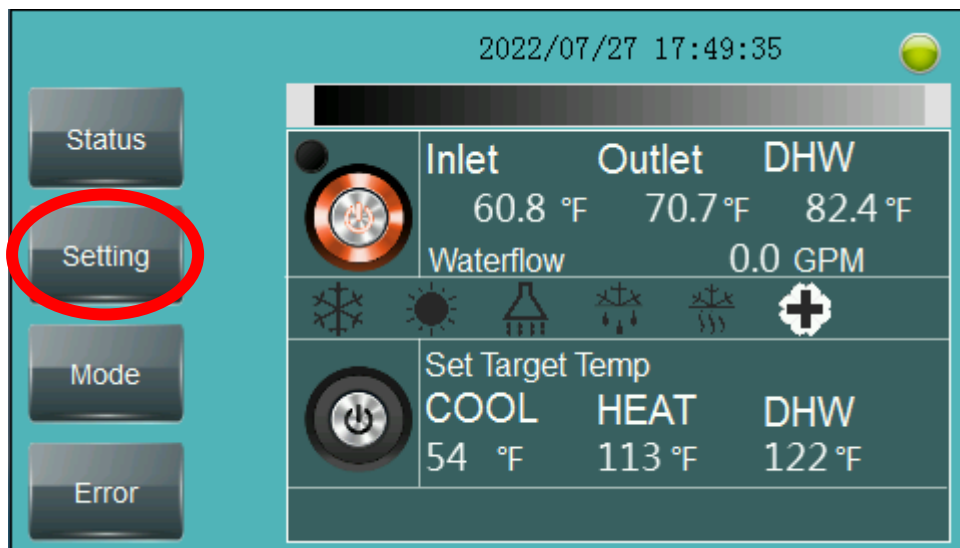 2022/07/27 17:49:35
Status
Setting
Mode
Error
Inlet Outlet DHW
60.8 °F 70.7 °F 82.4 °F
Waterflow 0.0 GPM
Set Target Temp
COOL HEAT DHW
54 °F 113 °F 122 °F